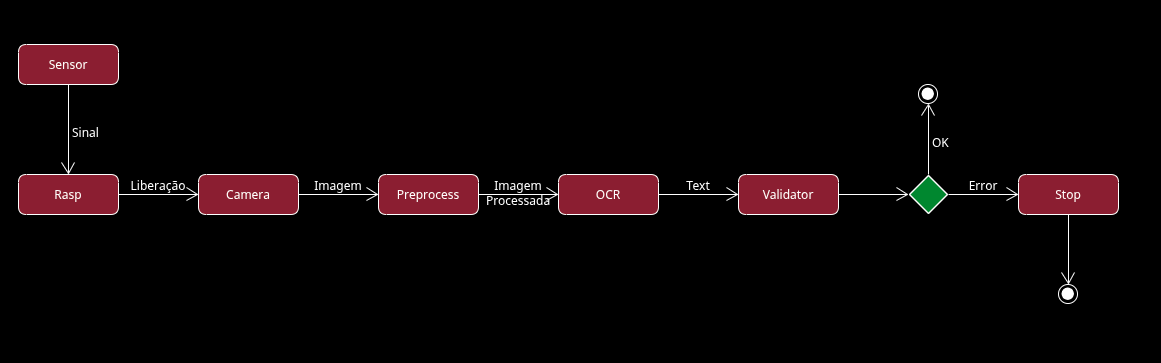 Sensor
Sinal
OK
Rasp
Liberação
Camera
Imagem
Preprocess
Imagem
Processada
OCR
Text
Validator
Error
Stop